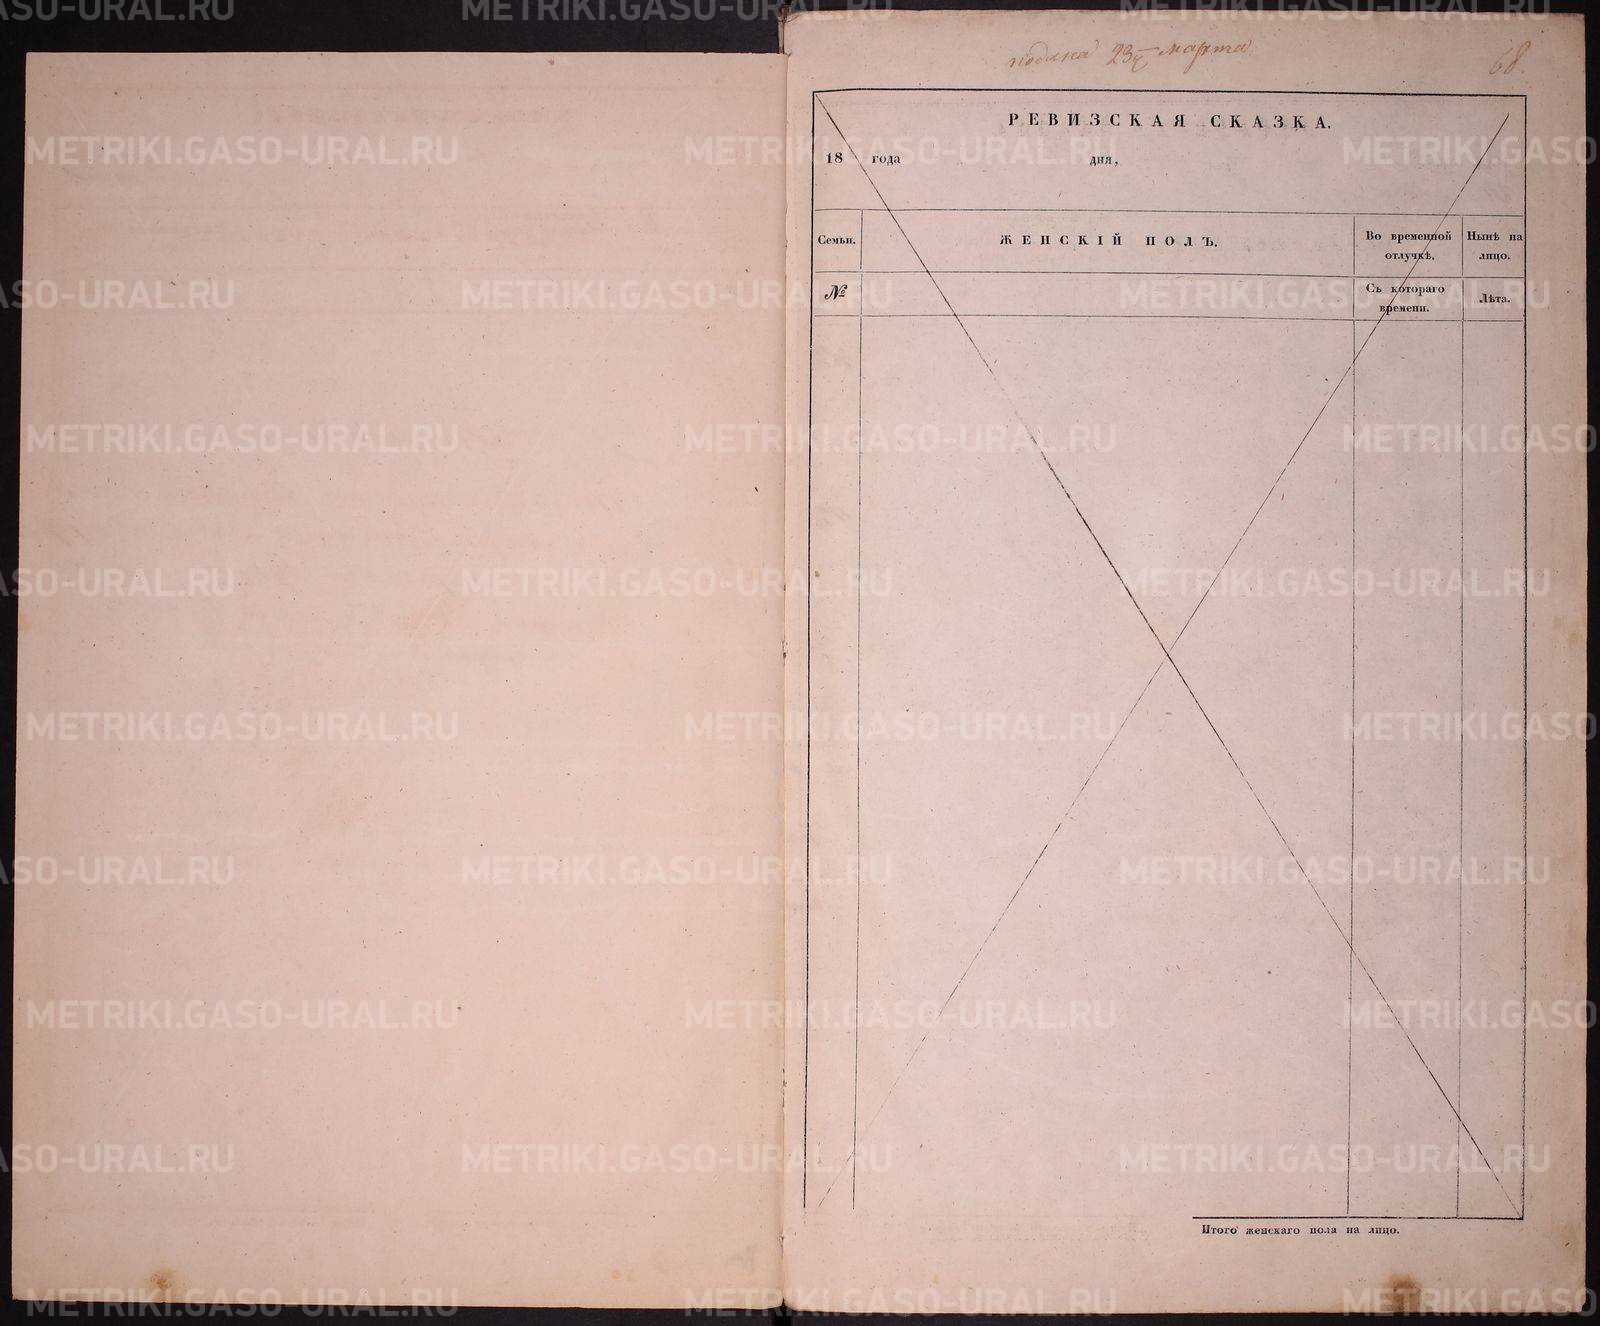 подана 23 марта
68.
РЕВИЗСКАЯ СКАЗКА.
18 года дня,
Семьи. ЖЕНСКІЙ ПОЛЪ. Во временной отлучкѣ. Нынѣ на лицо.
№ Съ котораго времени. Лѣта.
Итого женскаго пола на лицо.
METRIKI.GASO-URAL.RU